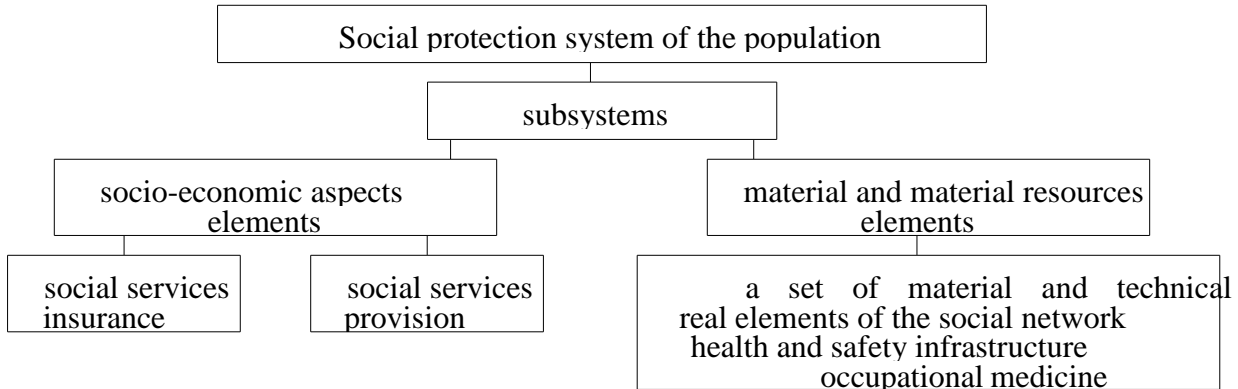 Social protection system of the population
subsystems
socio-economic aspects
elements
material and material resources
elements
social services
insurance
social services
provision
a set of material and technical
real elements of the social network
health and safety infrastructure
occupational medicine